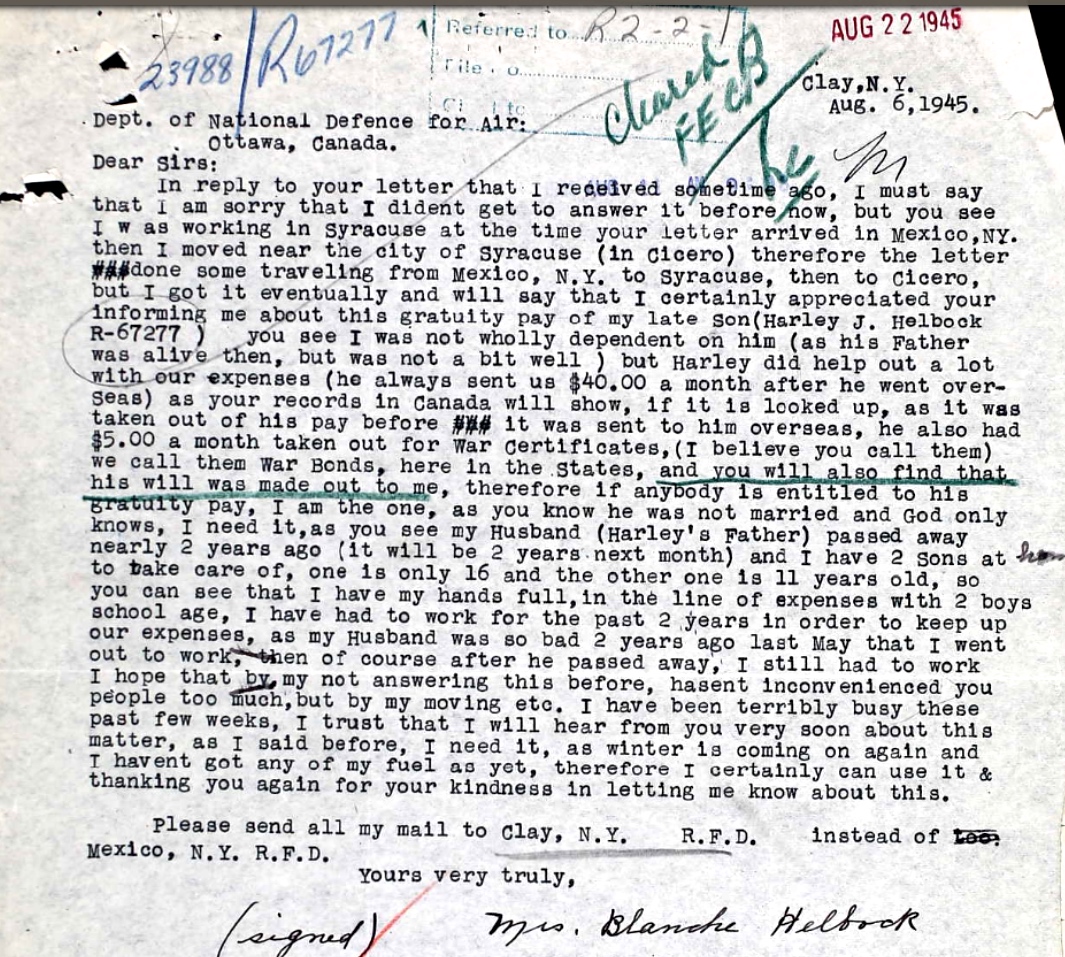 AUG 22 1945
Referred to R2-2-1
23988 / R67277
File No.
Cleared
FECB
Clay,N.Y.
Aug. 6,1945.
Dept. of National Defence for Air:
Ottawa, Canada.
Dear Sirs:
In reply to your letter that I received sometime ago, I must say
that I am sorry that I dident get to answer it before now, but you see
I w as working in Syracuse at the time your letter arrived in Mexico,NY.
then I moved near the city of Syracuse (in Cicero) therefore the letter
###done some traveling from Mexico, N.Y. to Syracuse, then to Cicero,
but I got it eventually and will say that I certainly appreciated your
informing me about this gratuity pay of my late Son(Harley J. Helbock
R-67277 ) you see I was not wholly dependent on him (as his Father
was alive then, but was not a bit well ) but Harley did help out a lot
with our expenses (he always sent us $40.00 a month after he went over-
Seas) as your records in Canada will show, if it is looked up, as it was
taken out of his pay before ### it was sent to him overseas, he also had
$5.00 a month taken out for War Certificates,(I believe you call them)
we call them War Bonds, here in the States, and you will also find that
his will was made out to me, therefore if anybody is entitled to his
gratuity pay, I am the one, as you know he was not married and God only
knows, I need it,as you see my Husband (Harley's Father) passed away
nearly 2 years ago (it will be 2 years next month) and I have 2 Sons at hom
to take care of, one is only 16 and the other one is 11 years old, so
you can see that I have my hands full,in the line of expenses with 2 boys
school age, I have had to work for the past 2 years in order to keep up
our expenses, as my Husband was so bad 2 years ago last May that I went
out to work, then of course after he passed away, I still had to work
I hope that by my not answering this before, hasent inconvenienced you
people too much,but by my moving etc. I have been terribly busy these
past few weeks, I trust that I will hear from you very soon about this
matter, as I said before, I need it, as winter is coming on again and
I havent got any of my fuel as yet, therefore I certainly can use it &
thanking you again for your kindness in letting me know about this.
Please send all my mail to Clay, N.Y. R.F.D. instead of too.
Mexico, N.Y. R.F.D.
Yours very truly,
(signed) Mrs. Blanche Helbock